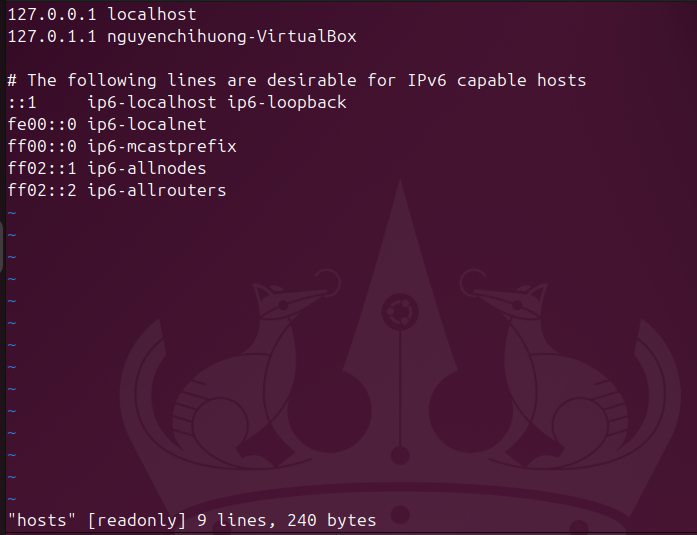 127.0.0.1 localhost
127.0.1.1 nguyenchihuong-VirtualBox

# The following lines are desirable for IPv6 capable hosts
::1     ip6-localhost ip6-loopback
fe00::0 ip6-localnet
ff00::0 ip6-mcastprefix
ff02::1 ip6-allnodes
ff02::2 ip6-allrouters
~
~
~
~
~
~
~
~
~
~
~
~
~
~
"hosts" [readonly] 9 lines, 240 bytes